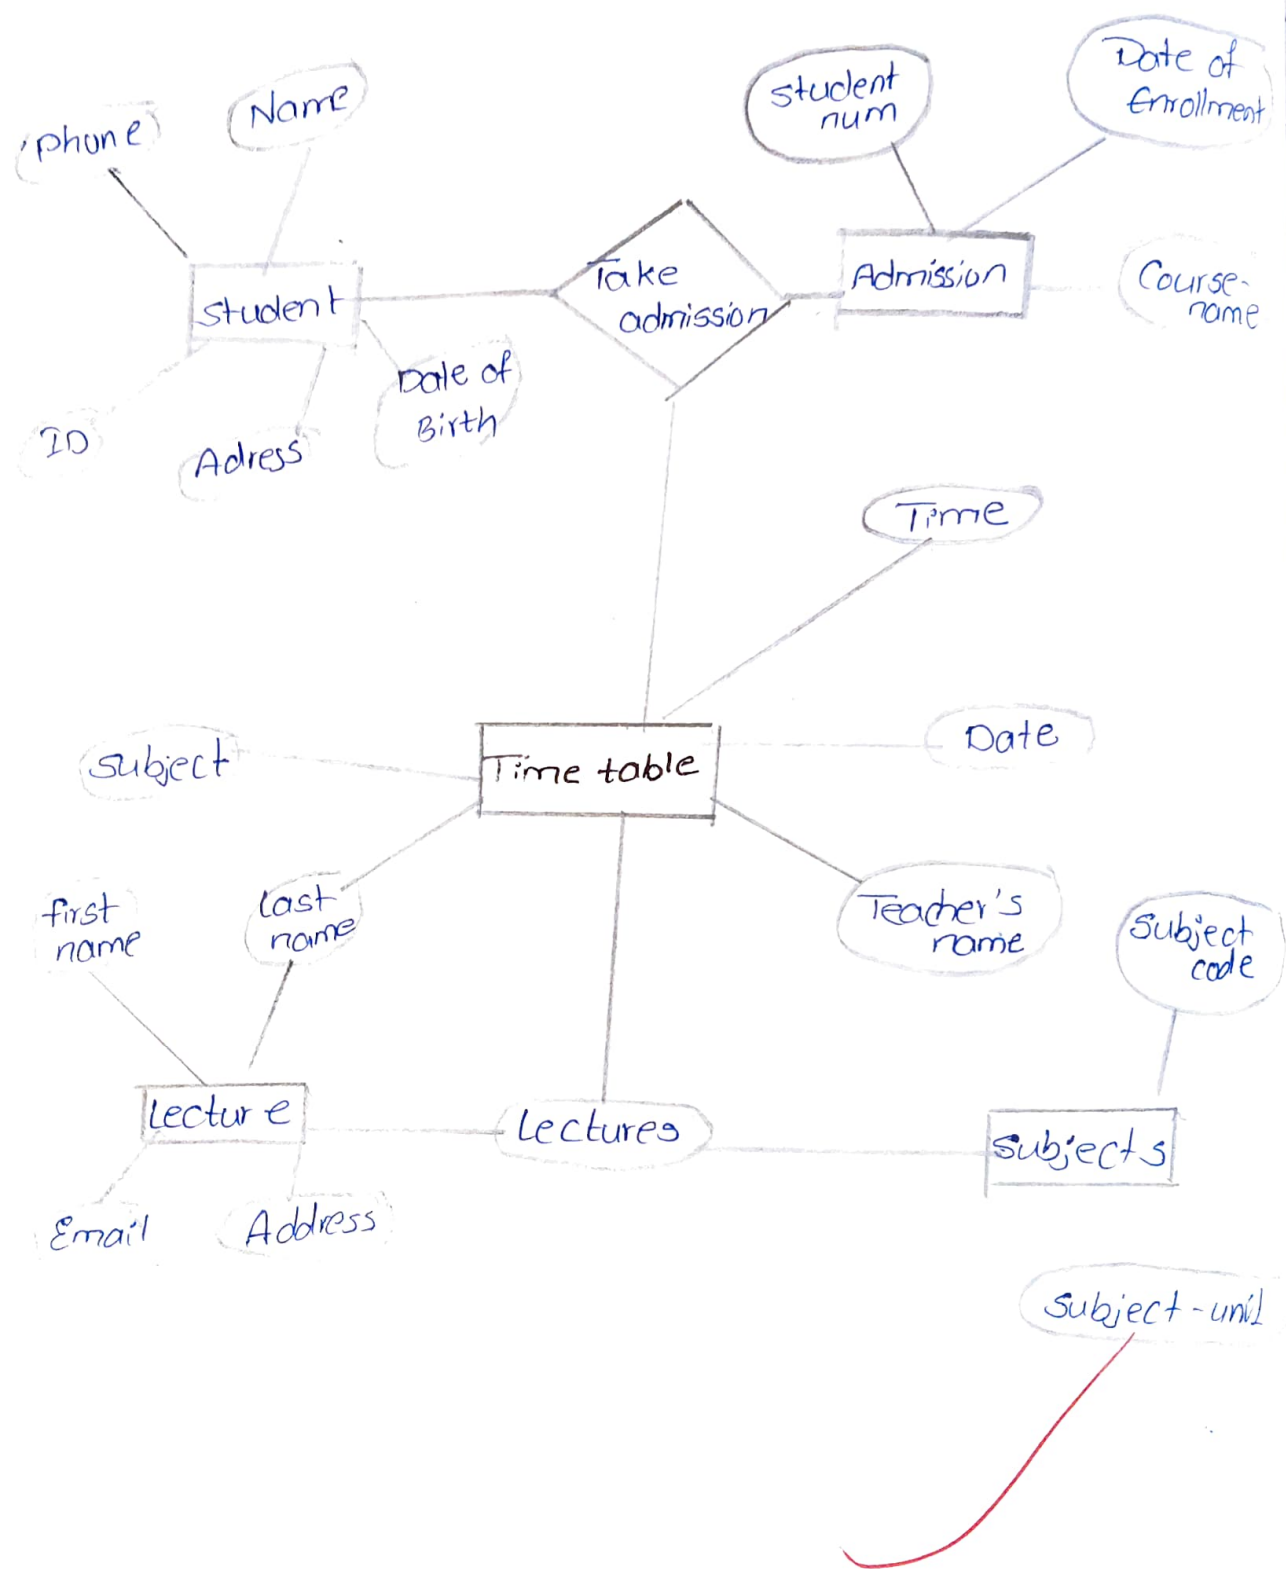 Name
phone
Student
num
Date of
Enrollment
Student
Take
admission
Admission
Course-
name
ID
Adress
Date of
Birth
Time
Subject
Time table
Date
first
name
Last
name
Teacher's
name
Subject
code
Lecture
Lectures
Subjects
Email
Address
Subject-unit